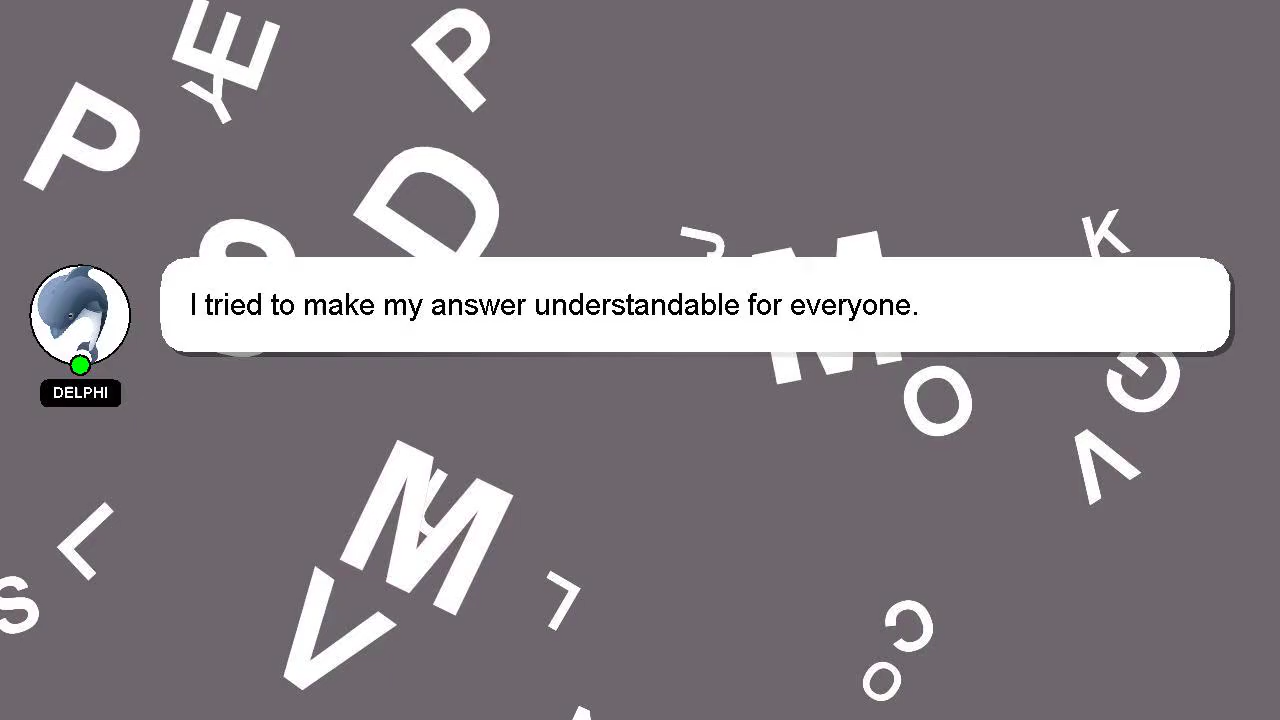 I tried to make my answer understandable for everyone.
DELPHI
P
E
Y
P
D
J
M
K
M
O
G
V
L
S
M
V
L
C
O